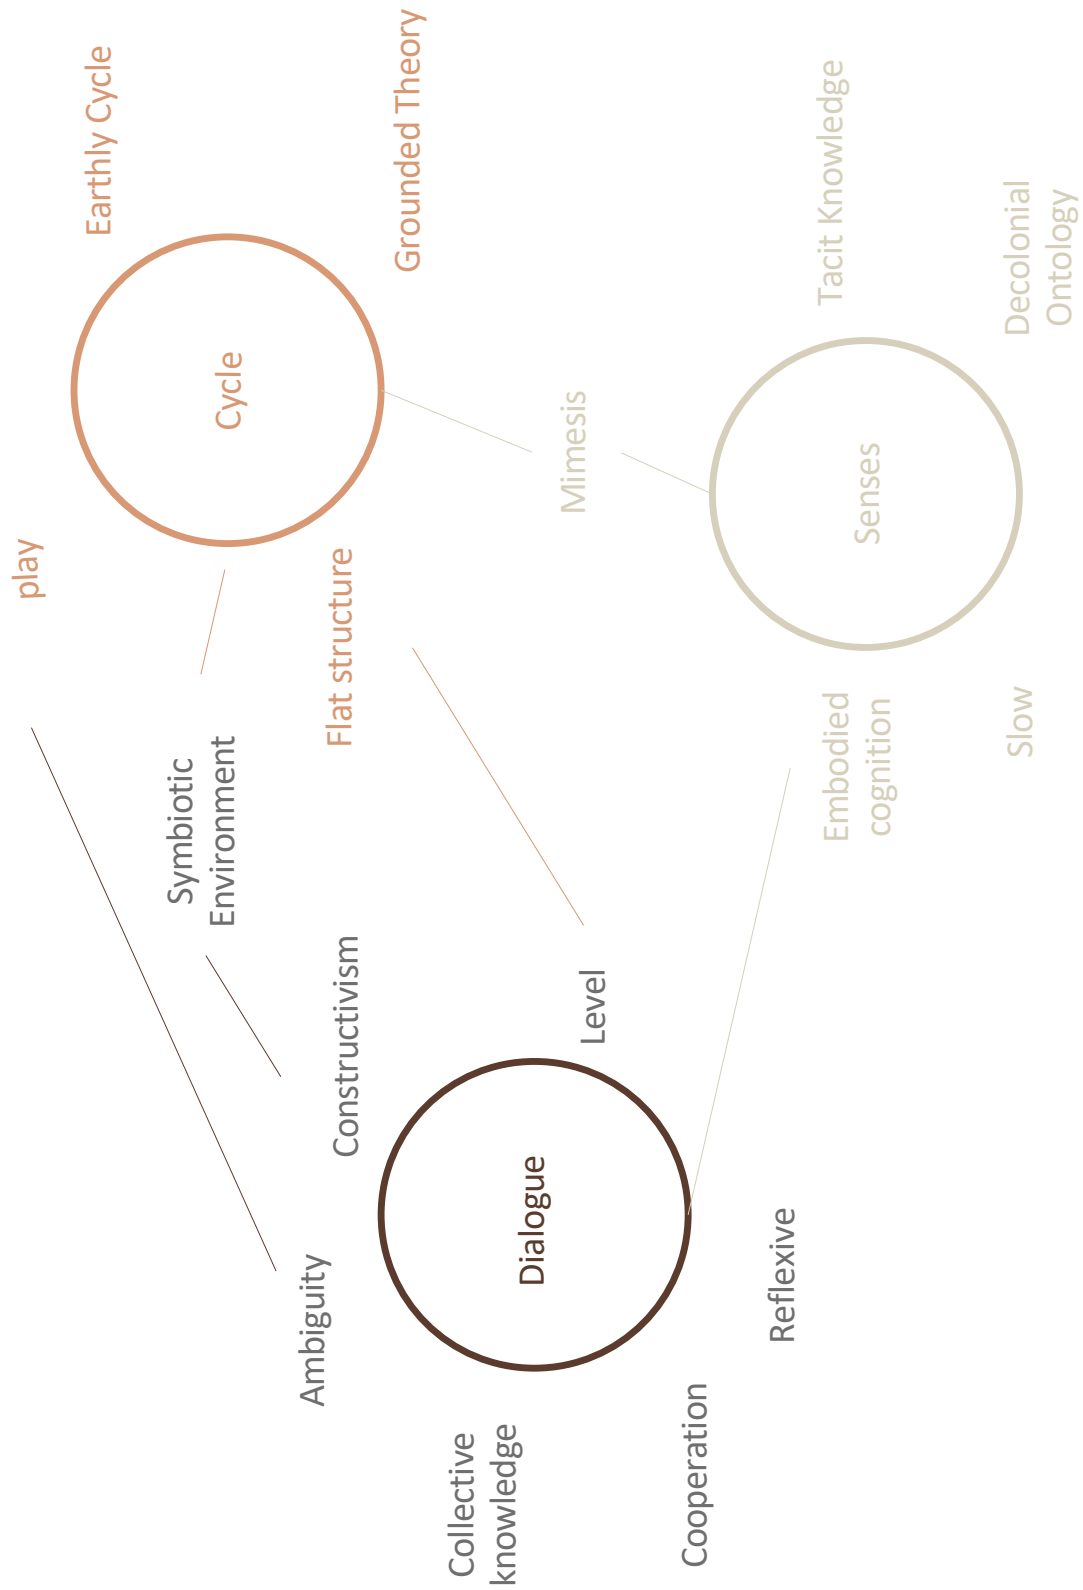 play
Earthly Cycle
Cycle
Grounded Theory
Symbiotic
Environment
Flat structure
Ambiguity
Constructivism
Mimesis
Level
Dialogue
Collective
knowledge
Cooperation
Reflexive
Tacit Knowledge
Senses
Embodied
cognition
Decolonial
Ontology
Slow